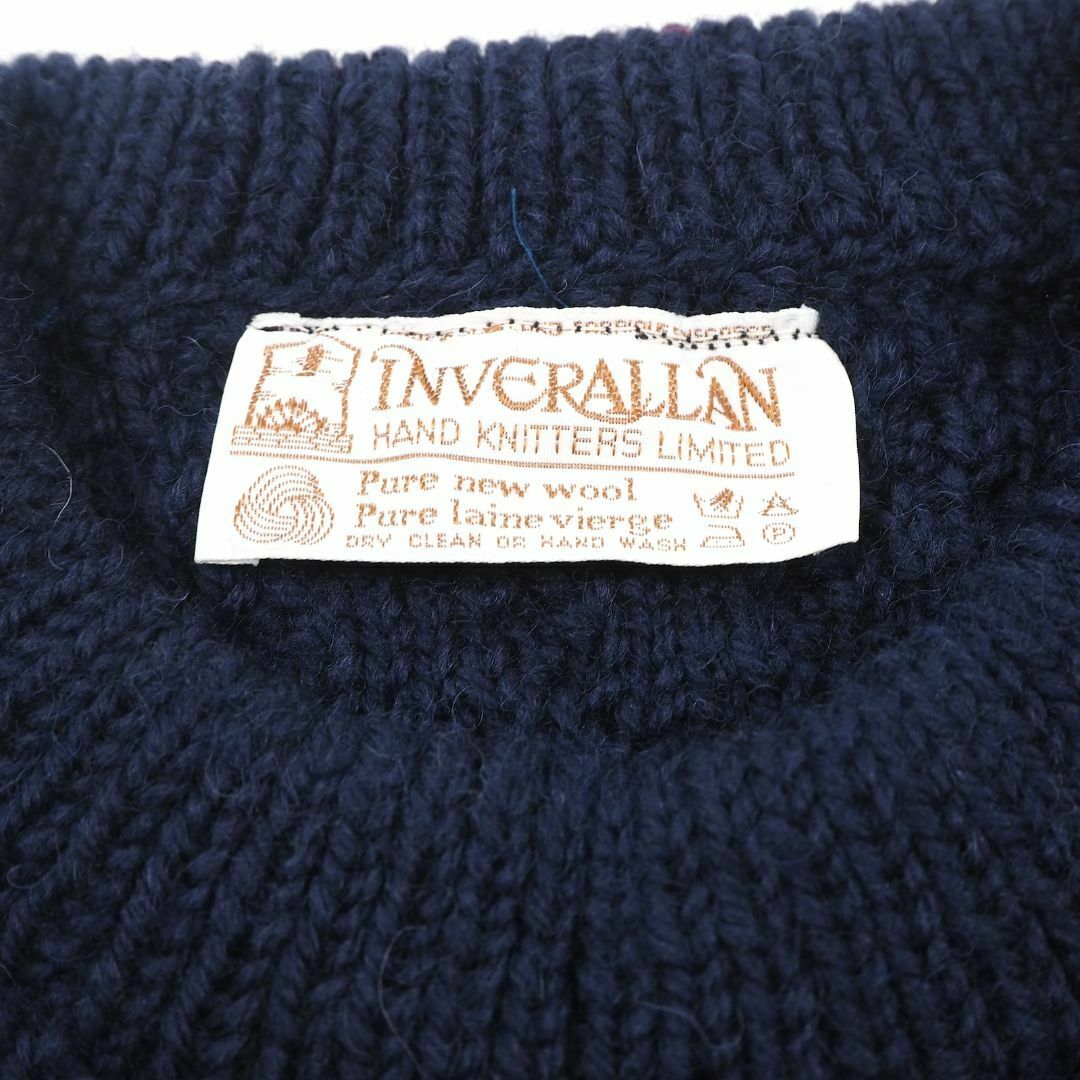 INVERALLAN
HAND KNITTERS LIMITED
Pure new wool
Pure laine vierge
DRY CLEAN OR HAND WASH
P